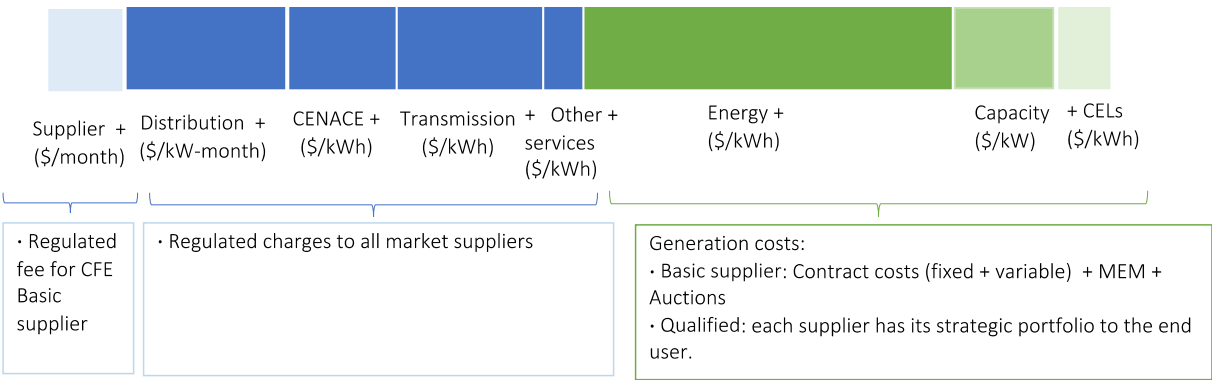 Supplier +
($/month)
Distribution +
($/kW-month)
CENACE +
($/kWh)
Transmission +
($/kWh)
Other +
services
($/kWh)
Energy +
($/kWh)
Capacity
($/kW)
+ CELs
($/kWh)
· Regulated
fee for CFE
Basic
supplier
· Regulated charges to all market suppliers
Generation costs:
· Basic supplier: Contract costs (fixed + variable) + MEM +
Auctions
· Qualified: each supplier has its strategic portfolio to the end
user.